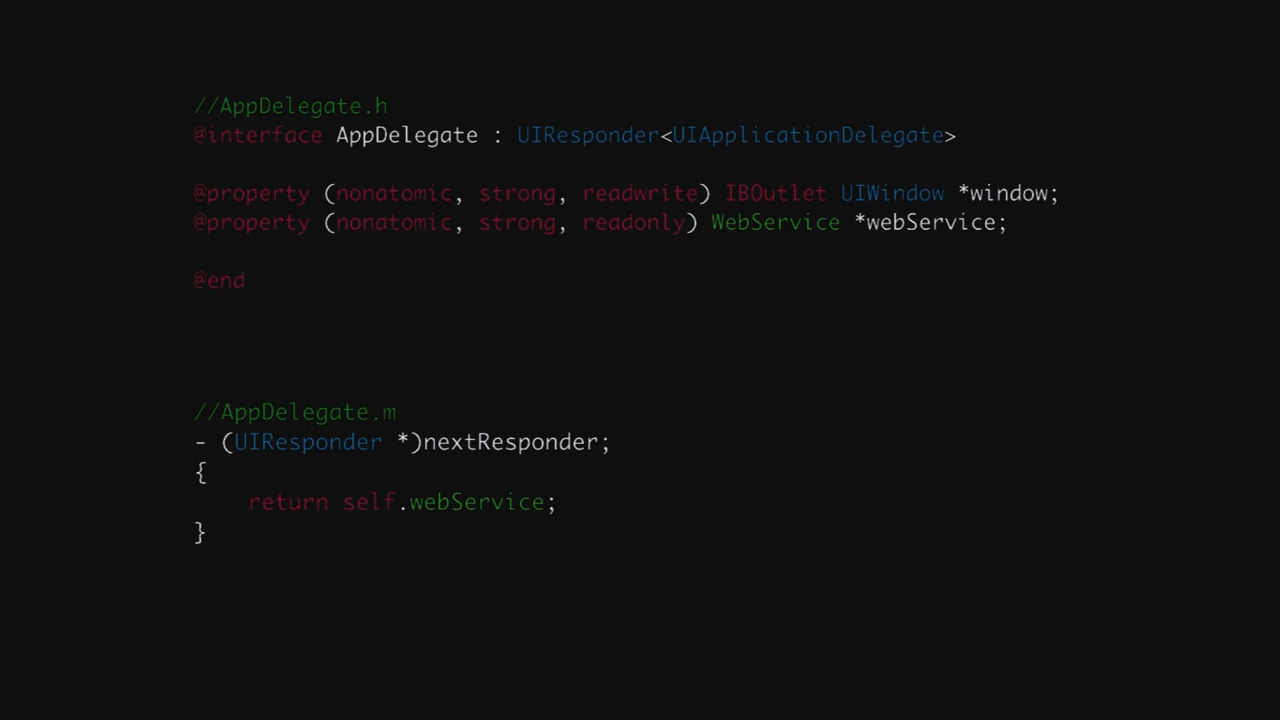 //AppDelegate.h
@interface AppDelegate : UIResponder<UIApplicationDelegate>
@property (nonatomic, strong, readwrite) IBOutlet UIWindow *window;
@property (nonatomic, strong, readonly) WebService *webService;
@end
//AppDelegate.m
- (UIResponder *)nextResponder;
{
    return self.webService;
}